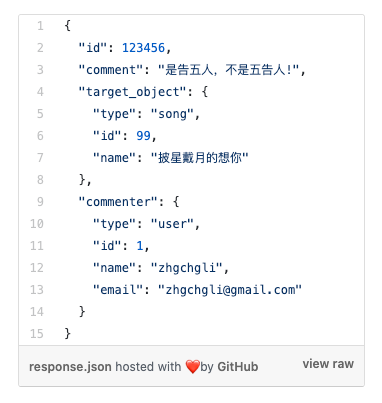 1 {
2 "id": 123456,
3 "comment": "是告五人，不是五告人!",
4 "target_object": {
5 "type": "song",
6 "id": 99,
7 "name": "披星戴月的想你"
8 },
9 "commenter": {
10 "type": "user",
11 "id": 1,
12 "name": "zhgchgli",
13 "email": "zhgchgli@gmail.com"
14 }
15 }
response.json hosted with ❤️by GitHub view raw